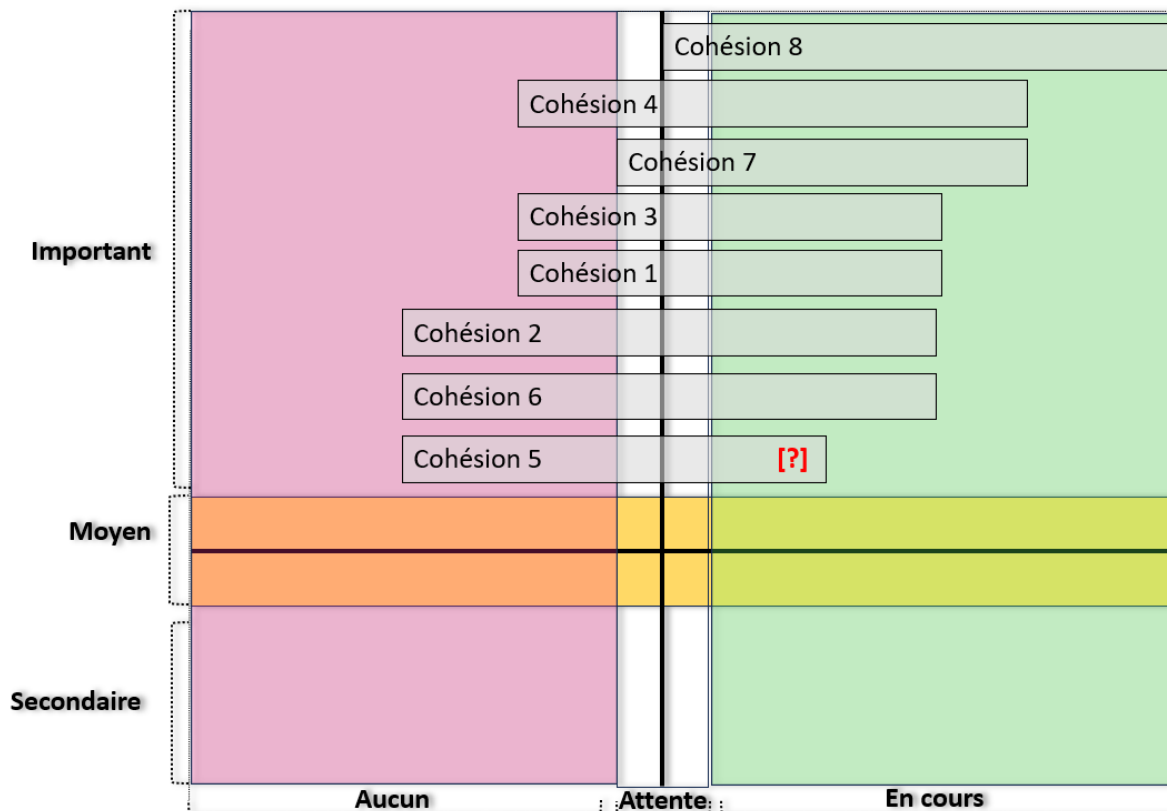 Cohésion 8
Cohésion 4
Cohésion 7
Cohésion 3
Important
Cohésion 1
Cohésion 2
Cohésion 6
Cohésion 5 [?]
Moyen
Secondaire
Aucun Attente En cours